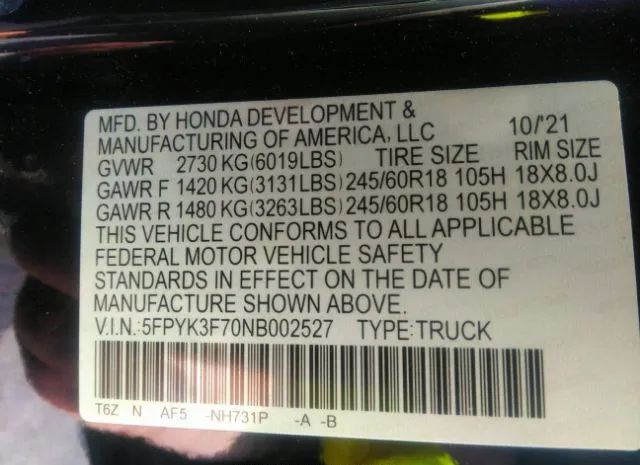 MFD. BY HONDA DEVELOPMENT &
MANUFACTURING OF AMERICA, LLC 10/'21
GVWR 2730 KG(6019LBS) TIRE SIZE RIM SIZE
GAWR F 1420 KG(3131LBS) 245/60R18 105H 18X8.0J
GAWR R 1480 KG(3263LBS) 245/60R18 105H 18X8.0J
THIS VEHICLE CONFORMS TO ALL APPLICABLE
FEDERAL MOTOR VEHICLE SAFETY
STANDARDS IN EFFECT ON THE DATE OF
MANUFACTURE SHOWN ABOVE.
V.I.N.:5FPYK3F70NB002527 TYPE:TRUCK
T6Z N AF5 -NH731P -A -B